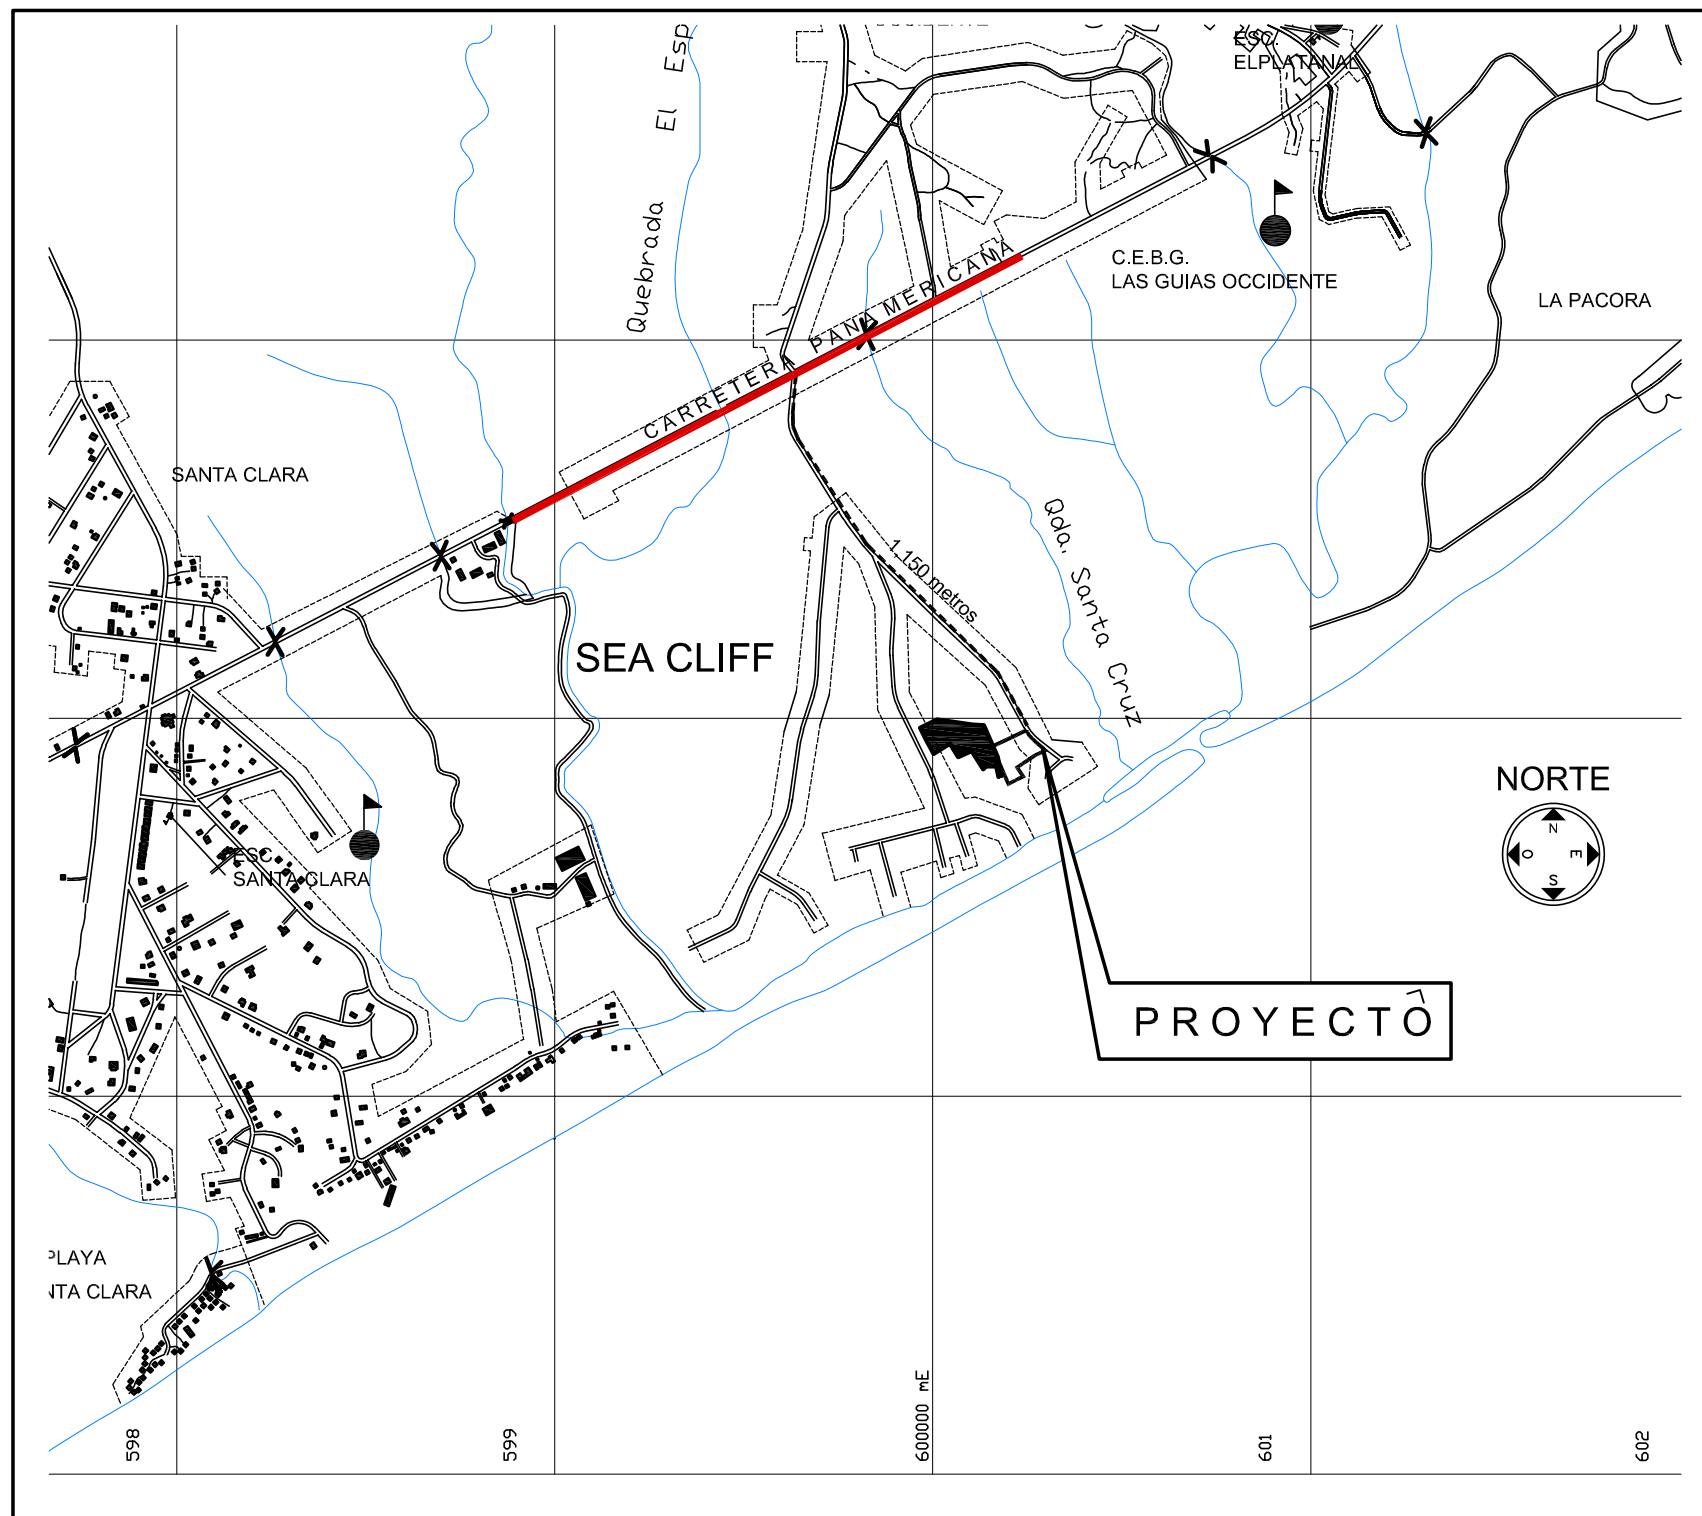 ESC.
ELPLATANAL
Quebrada El Esp
C.E.B.G.
LAS GUIAS OCCIDENTE
LA PACORA
CARRETERA PANAMERICANA
SANTA CLARA
1,150 metros
Qda. Santa Cruz
SEA CLIFF
NORTE
N
O
E
S
ESC.
SANTA CLARA
PROYECTO
PLAYA
NTA CLARA
598
599
600000 mE
601
602